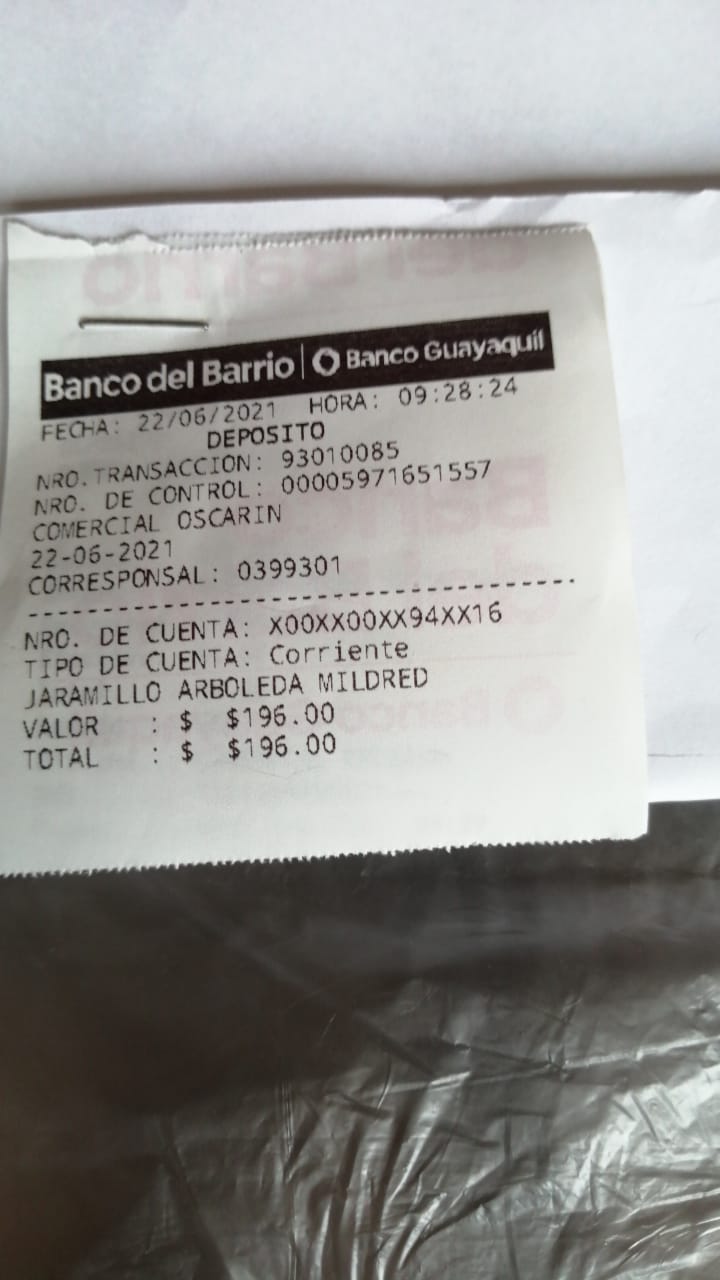 Banco del Barrio | Banco Guayaquil
FECHA: 22/06/2021 HORA: 09:28:24
DEPOSITO
NRO.TRANSACCION: 93010085
NRO. DE CONTROL: 00005971651557
COMERCIAL OSCARIN
22-06-2021
CORRESPONSAL: 0399301
NRO. DE CUENTA: X00XX00XX94XX16
TIPO DE CUENTA: Corriente
JARAMILLO ARBOLEDA MILDRED
VALOR : $ $196.00
TOTAL : $ $196.00